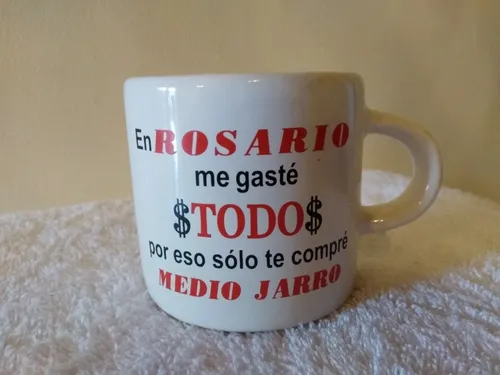 En ROSARIO
me gasté
$TODO$
por eso sólo te compré
MEDIO JARRO